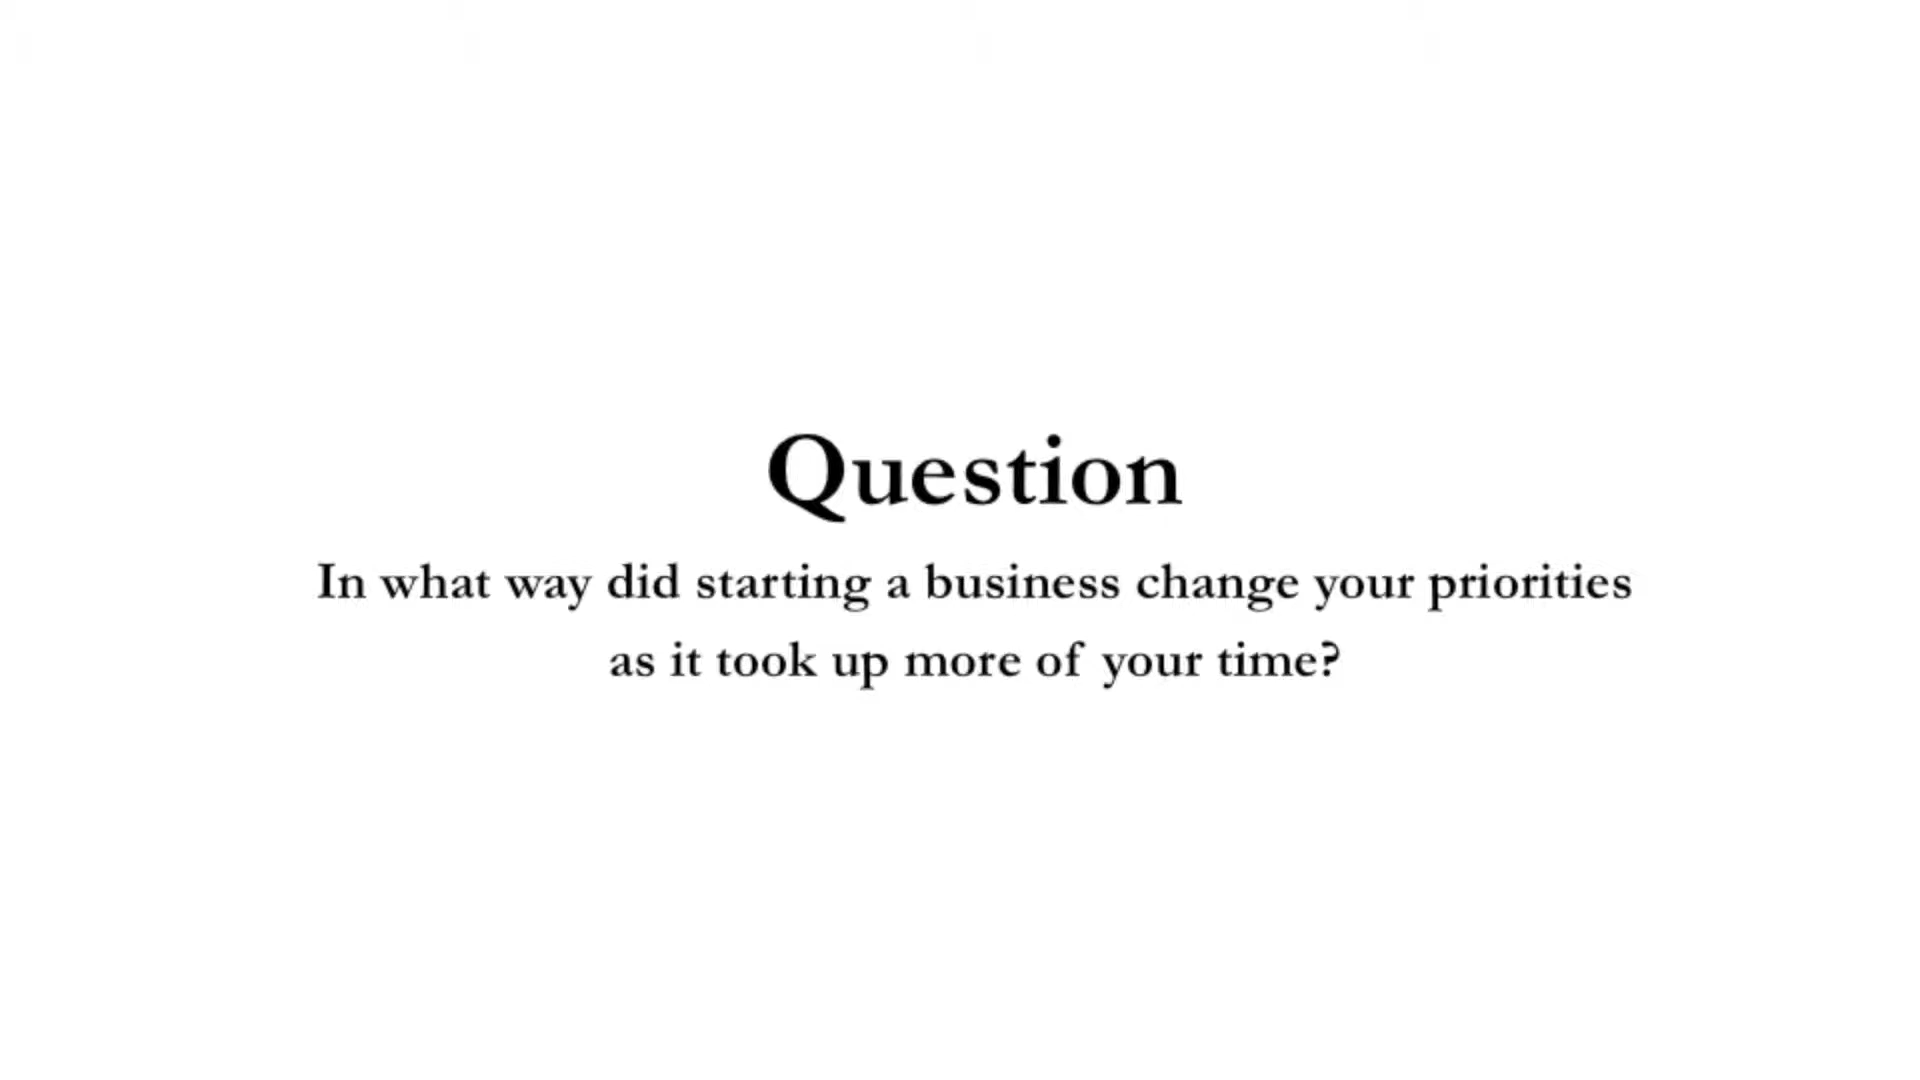 Question
In what way did starting a business change your priorities
as it took up more of your time?